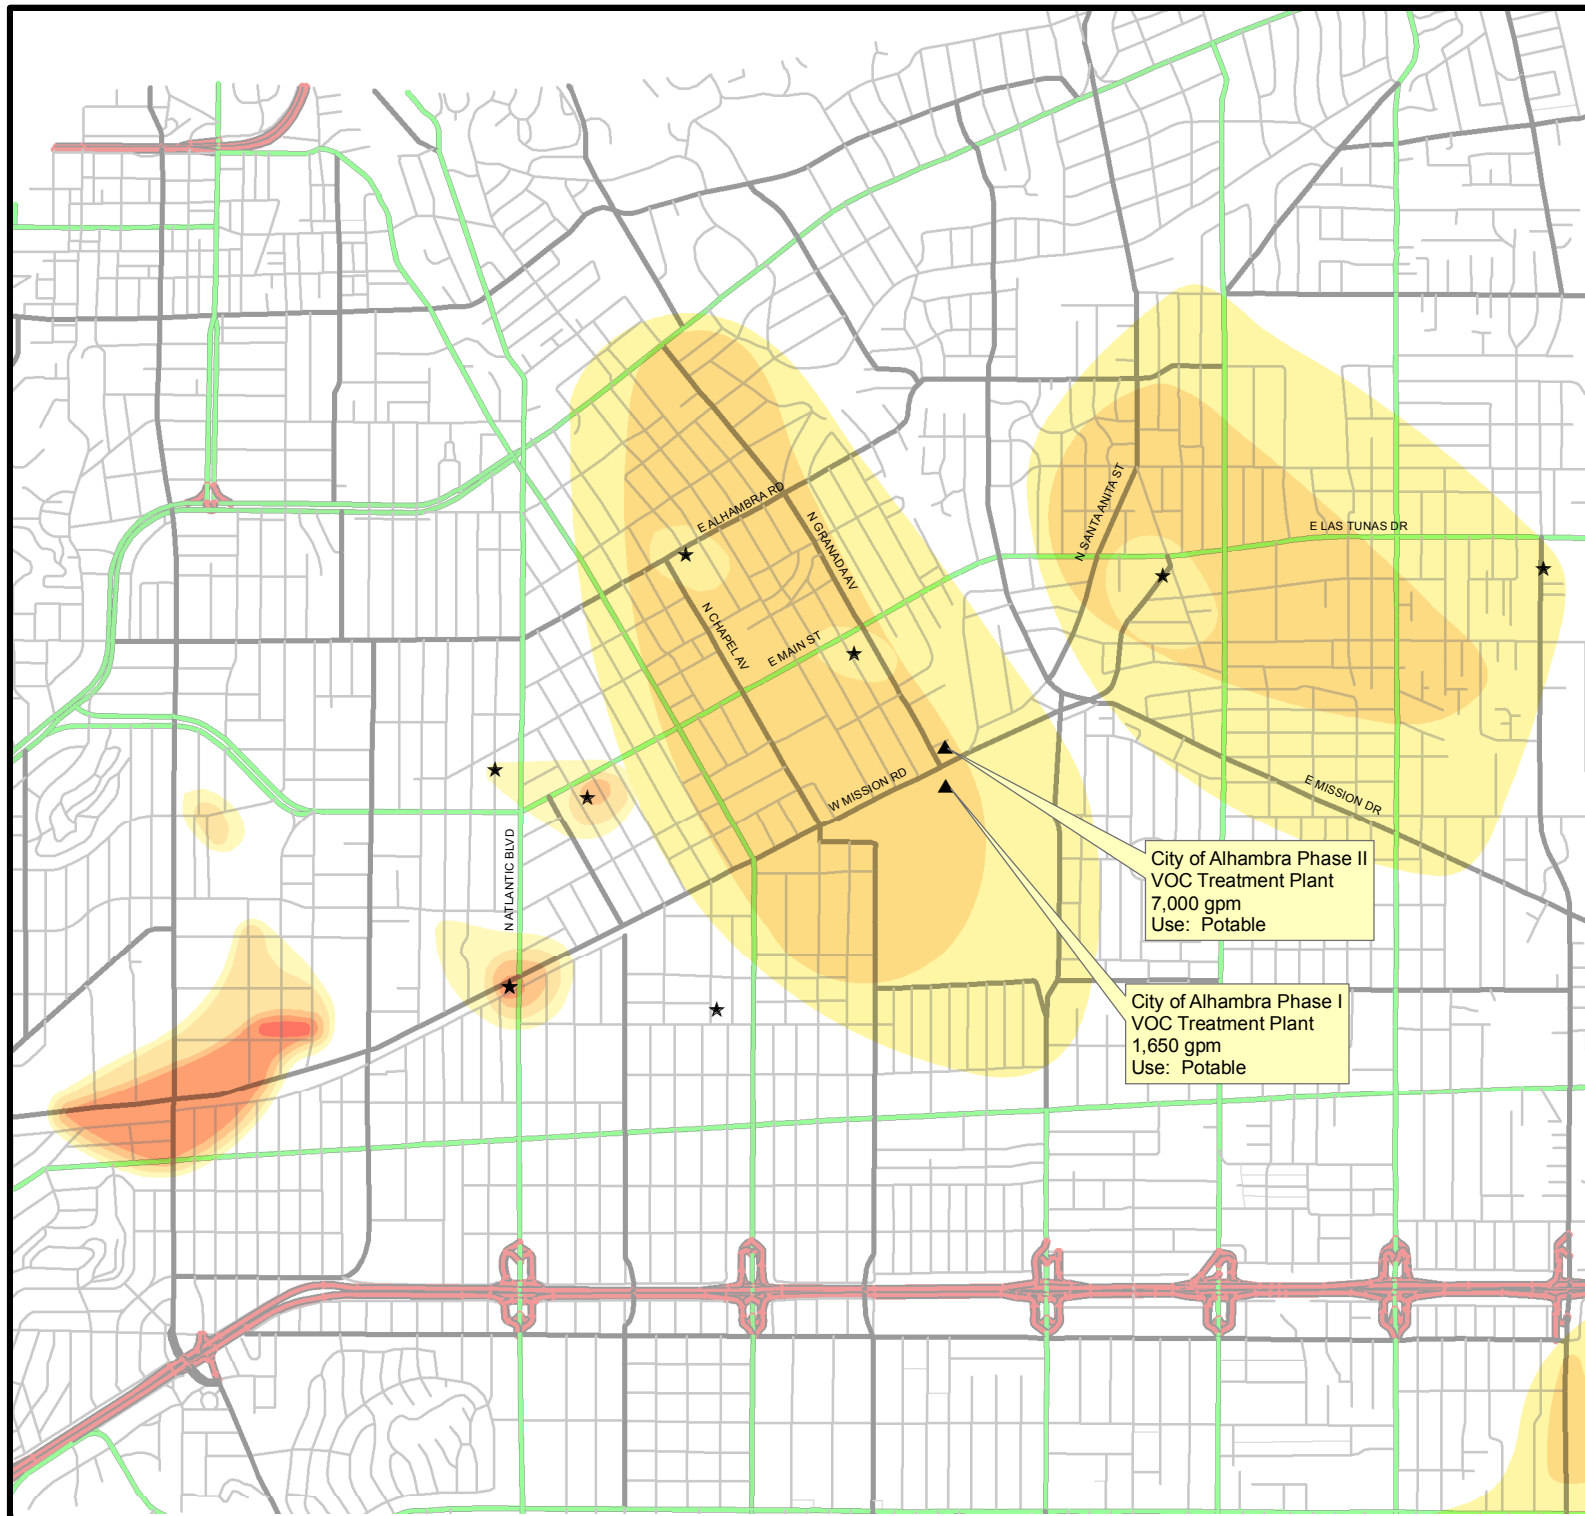 E ALHAMBRA RD
N GRANADA AV
N SANTA ANITA ST
E LAS TUNAS DR
N CHAPEL AV
E MAIN ST
W MISSION RD
E MISSION DR
N ATLANTIC BLVD
City of Alhambra Phase II
VOC Treatment Plant
7,000 gpm
Use: Potable
City of Alhambra Phase I
VOC Treatment Plant
1,650 gpm
Use: Potable